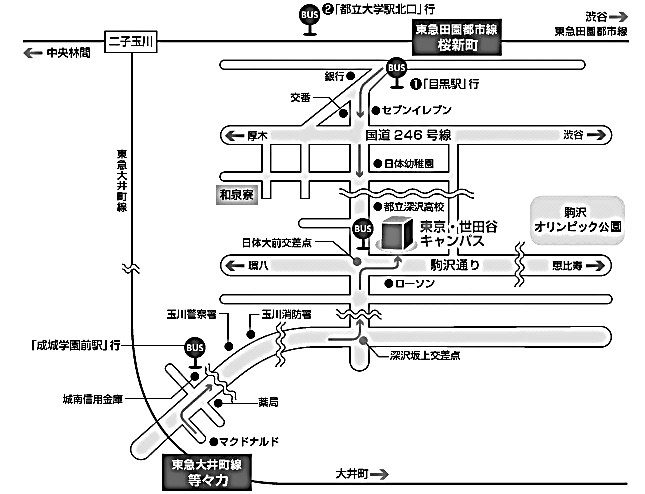 ❷「都立大学駅北口」行
BUS
渋谷
東急田園都市線
東急田園都市線
桜新町
二子玉川
中央林間
銀行
BUS
❶「目黒駅」行
交番
セブンイレブン
厚木
国道246号線
渋谷
東急大井町線
日体幼稚園
和泉寮
都立深沢高校
駒沢
オリンピック公園
BUS
東京・世田谷
キャンパス
日体大前交差点
環八
駒沢通り
恵比寿
ローソン
玉川警察署
玉川消防署
「成城学園前駅」行
BUS
深沢坂上交差点
城南信用金庫
薬局
マクドナルド
東急大井町線
等々力
大井町